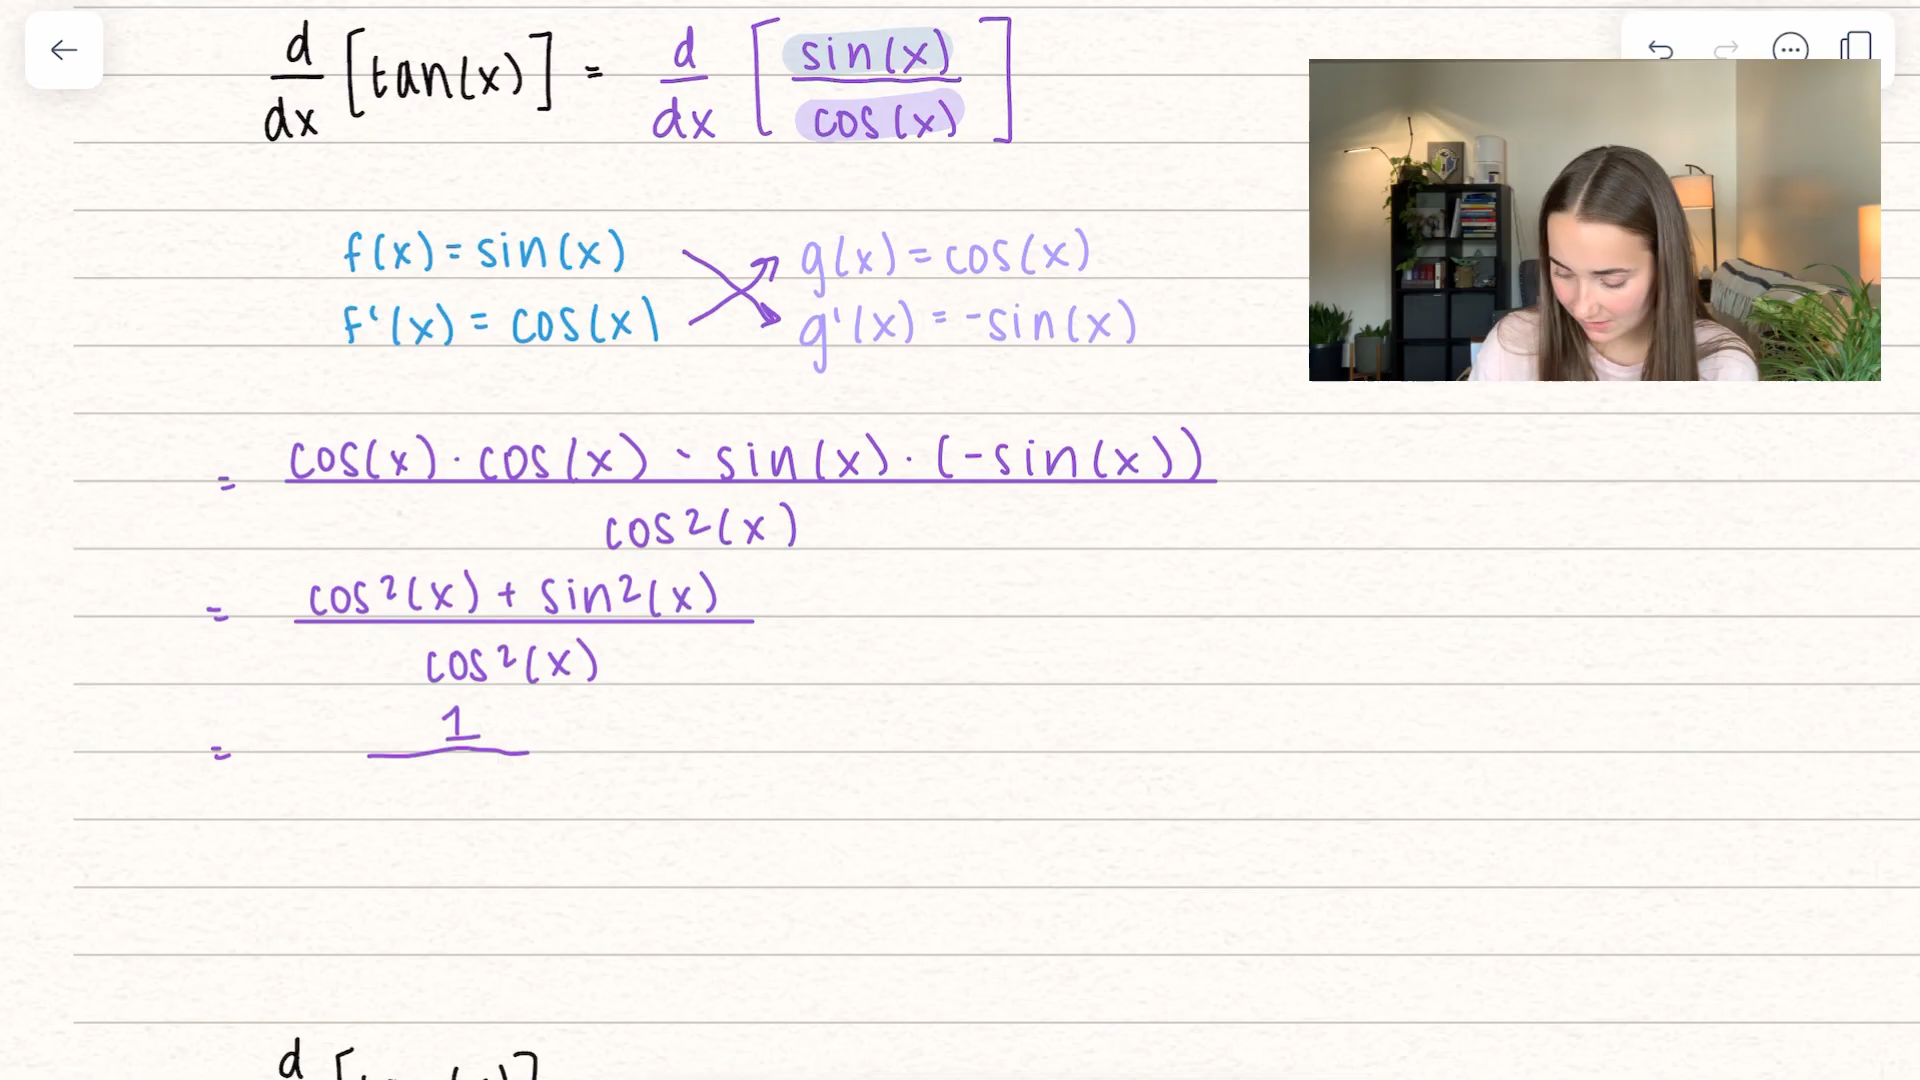 d/dx [tan(x)] = d/dx [sin(x)/cos(x)]
f(x) = sin(x) g(x) = cos(x)
f'(x) = cos(x) g'(x) = -sin(x)
= cos(x) · cos(x) - sin(x) · (-sin(x))
cos²(x)
= cos²(x) + sin²(x)
cos²(x)
= 1
d